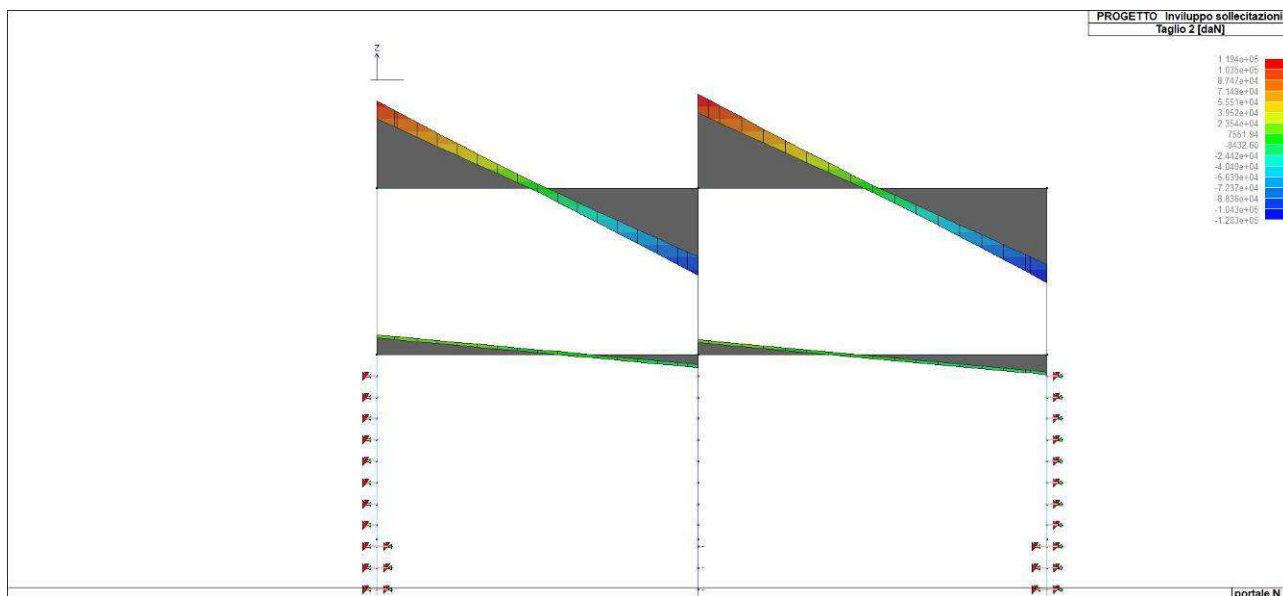 PROGETTO Inviluppo sollecitazioni
Taglio 2 [daN]
Z
1.194e+05
1.035e+05
8.747e+04
7.149e+04
5.551e+04
3.952e+04
2.354e+04
7551.94
-8432.60
-2.442e+04
-4.040e+04
-5.639e+04
-7.237e+04
-8.836e+04
-1.043e+05
-1.203e+05
portale N